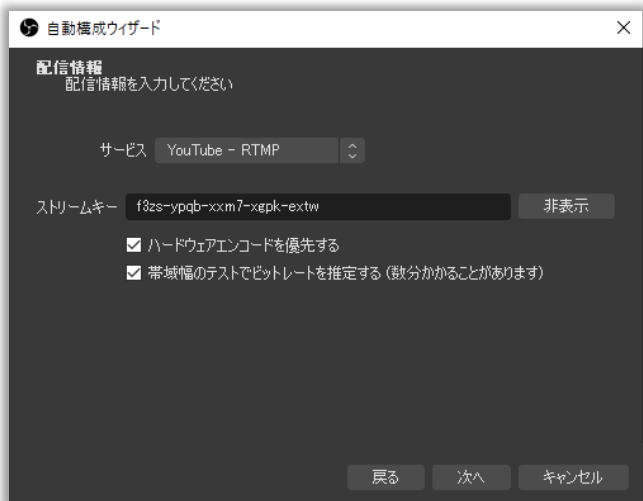 自動構成ウィザード
配信情報
配信情報を入力してください
サービス YouTube - RTMP
ストリームキー f3zs-ypqb-xxm7-xgpk-extw 非表示
ハードウェアエンコードを優先する
帯域幅のテストでビットレートを推定する (数分かかることがあります)
戻る 次へ キャンセル